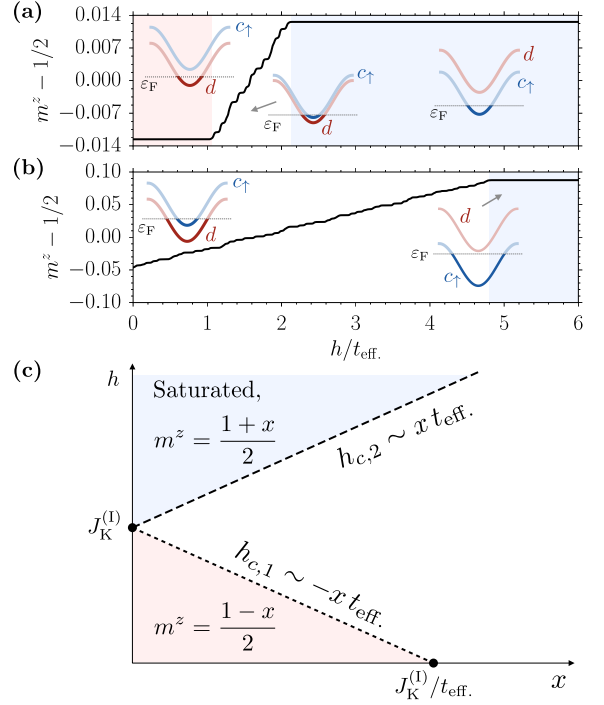 (a)
m^z − 1/2
0.014
0.007
0.000
−0.007
−0.014
c↑
ε_F
d
c↑
ε_F
d
d
c↑
ε_F
(b)
m^z − 1/2
0.10
0.05
0.00
−0.05
−0.10
c↑
ε_F
d
d
ε_F
c↑
0 1 2 3 4 5 6
h/t_eff.
(c)
h
Saturated,
m^z = (1 + x)/2
h_c,2 ∼ x t_eff.
J_K^(I)
h_c,1 ∼ −x t_eff.
m^z = (1 − x)/2
J_K^(I)/t_eff.
x